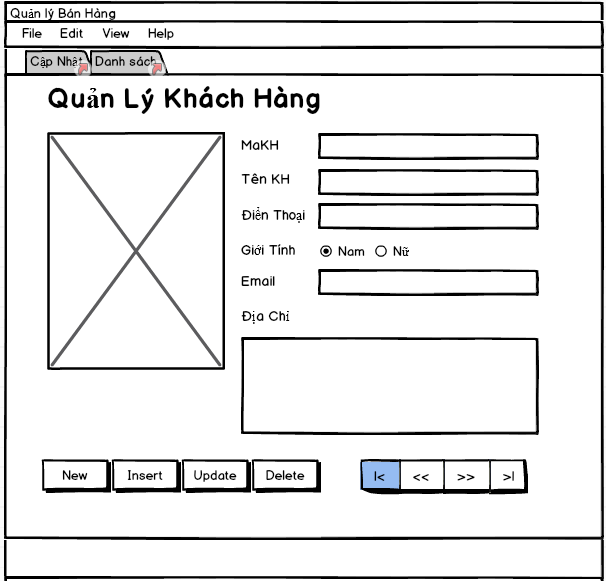 Quản lý Bán Hàng
File Edit View Help
Cập Nhật Danh sách
Quản Lý Khách Hàng
MaKH
Tên KH
Điển Thoại
Giới Tính Nam Nữ
Email
Địa Chỉ
New Insert Update Delete |< << >> >|